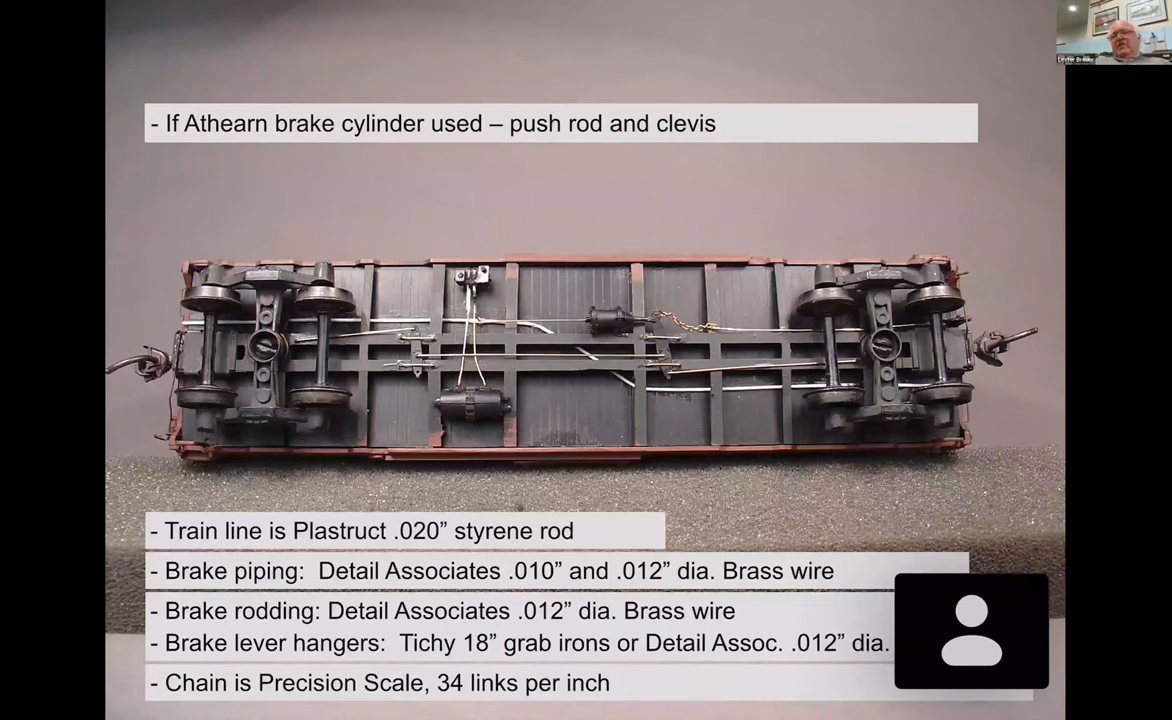 Lester Breuer
- If Athearn brake cylinder used – push rod and clevis
- Train line is Plastruct .020” styrene rod
- Brake piping:  Detail Associates .010” and .012” dia. Brass wire
- Brake rodding: Detail Associates .012” dia. Brass wire
- Brake lever hangers:  Tichy 18” grab irons or Detail Assoc. .012” dia.
- Chain is Precision Scale, 34 links per inch